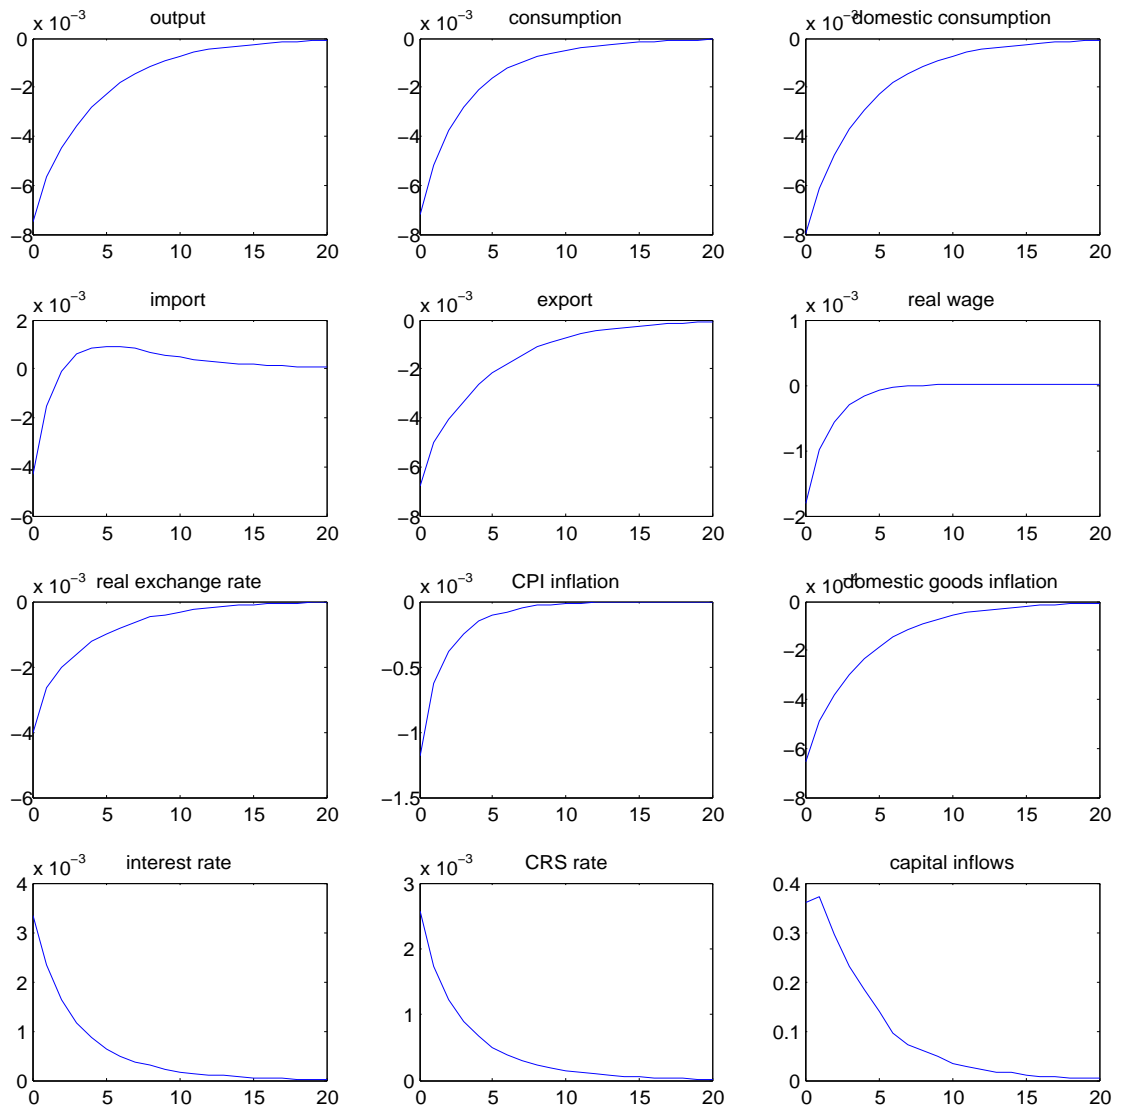 output
x 10⁻³
0
−2
−4
−6
−8
0 5 10 15 20
consumption
x 10⁻³
0
−2
−4
−6
−8
0 5 10 15 20
domestic consumption
x 10⁻³
0
−2
−4
−6
−8
0 5 10 15 20
import
x 10⁻³
2
0
−2
−4
−6
0 5 10 15 20
export
x 10⁻³
0
−2
−4
−6
−8
0 5 10 15 20
real wage
x 10⁻³
1
0
−1
−2
0 5 10 15 20
real exchange rate
x 10⁻³
0
−2
−4
−6
0 5 10 15 20
CPI inflation
x 10⁻³
0
−0.5
−1
−1.5
0 5 10 15 20
domestic goods inflation
x 10
0
−2
−4
−6
−8
0 5 10 15 20
interest rate
x 10⁻³
4
3
2
1
0
0 5 10 15 20
CRS rate
x 10⁻³
3
2
1
0
0 5 10 15 20
capital inflows
0.4
0.3
0.2
0.1
0
0 5 10 15 20